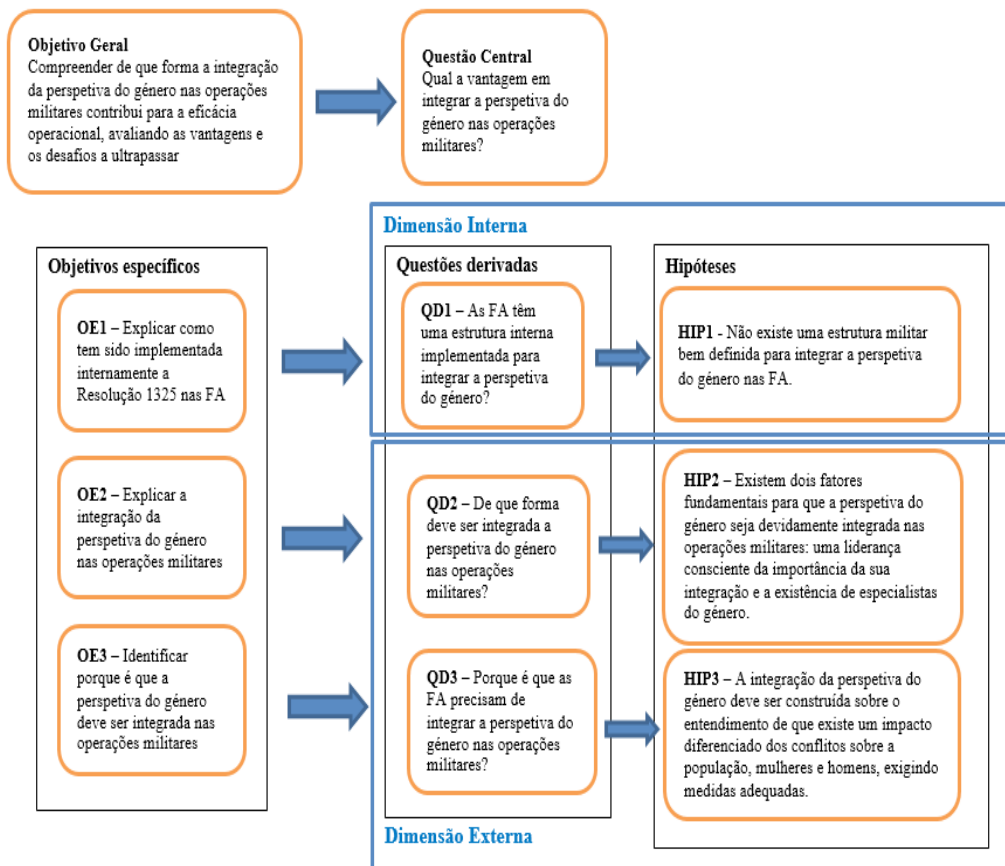 Objetivo Geral
Compreender de que forma a integração
da perspetiva do género nas operações
militares contribui para a eficácia
operacional, avaliando as vantagens e
os desafios a ultrapassar
Questão Central
Qual a vantagem em
integrar a perspetiva do
género nas operações
militares?
Dimensão Interna
Objetivos específicos
Questões derivadas
Hipóteses
OE1 – Explicar como
tem sido implementada
internamente a
Resolução 1325 nas FA
QD1 – As FA têm
uma estrutura interna
implementada para
integrar a perspetiva
do género?
HIP1 - Não existe uma estrutura militar
bem definida para integrar a perspetiva
do género nas FA.
OE2 – Explicar a
integração da
perspetiva do género
nas operações militares
QD2 – De que forma
deve ser integrada a
perspetiva do género
nas operações
militares?
HIP2 – Existem dois fatores
fundamentais para que a perspetiva do
género seja devidamente integrada nas
operações militares: uma liderança
consciente da importância da sua
integração e a existência de especialistas
do género.
OE3 – Identificar
porque é que a
perspetiva do género
deve ser integrada nas
operações militares
QD3 – Porque é que as
FA precisam de
integrar a perspetiva do
género nas operações
militares?
HIP3 – A integração da perspetiva do
género deve ser construída sobre o
entendimento de que existe um impacto
diferenciado dos conflitos sobre a
população, mulheres e homens, exigindo
medidas adequadas.
Dimensão Externa